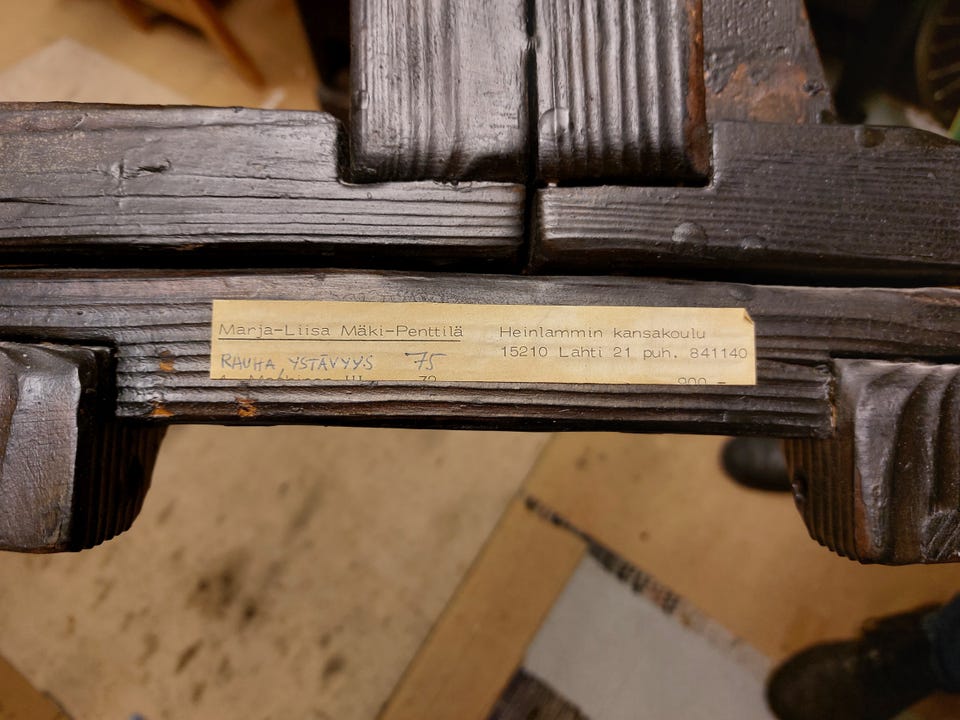 Marja-Liisa Mäki-Penttilä Heinlammin kansakoulu
15210 Lahti 21 puh. 841140
RAUHA, YSTÄVYYS 75